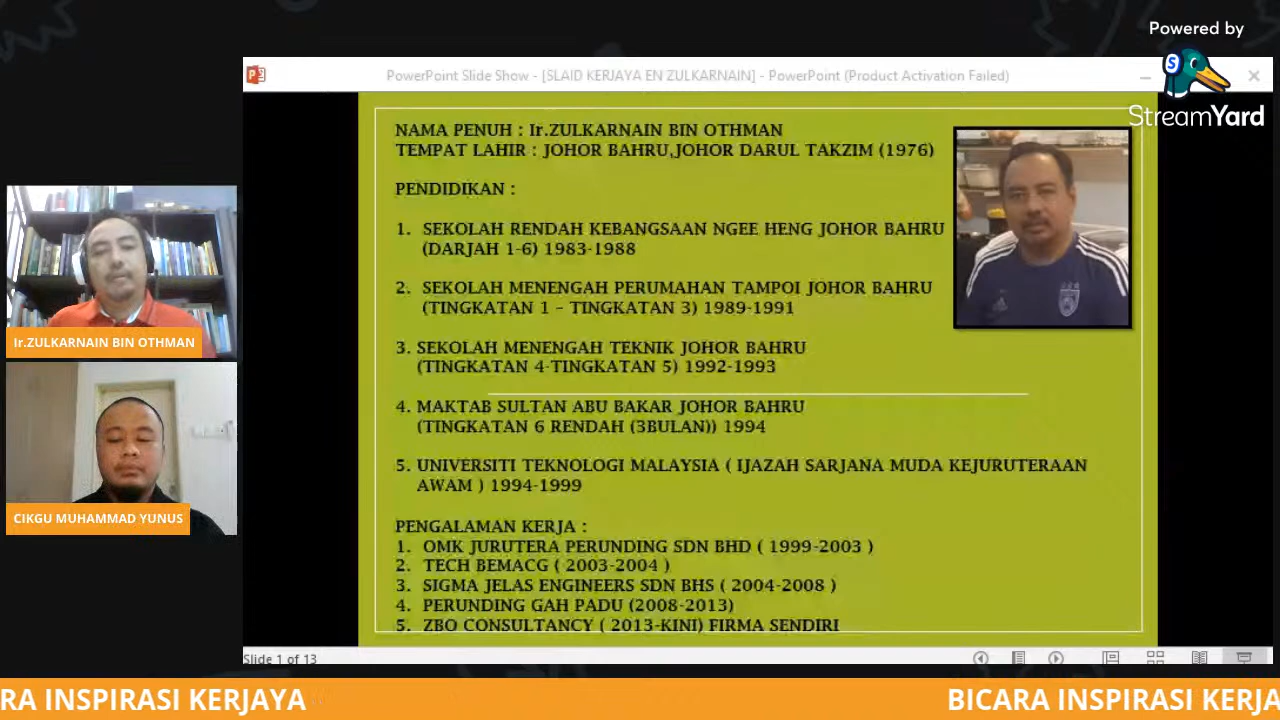 Powered by
StreamYard
PowerPoint Slide Show - [SLAID KERJAYA EN ZULKARNAIN] - PowerPoint (Product Activation Failed)
NAMA PENUH : Ir.ZULKARNAIN BIN OTHMAN
TEMPAT LAHIR : JOHOR BAHRU,JOHOR DARUL TAKZIM (1976)
PENDIDIKAN :
1. SEKOLAH RENDAH KEBANGSAAN NGEE HENG JOHOR BAHRU
(DARJAH 1-6) 1983-1988
2. SEKOLAH MENENGAH PERUMAHAN TAMPOI JOHOR BAHRU
(TINGKATAN 1 – TINGKATAN 3) 1989-1991
3. SEKOLAH MENENGAH TEKNIK JOHOR BAHRU
(TINGKATAN 4-TINGKATAN 5) 1992-1993
4. MAKTAB SULTAN ABU BAKAR JOHOR BAHRU
(TINGKATAN 6 RENDAH (3BULAN)) 1994
5. UNIVERSITI TEKNOLOGI MALAYSIA ( IJAZAH SARJANA MUDA KEJURUTERAAN
AWAM ) 1994-1999
PENGALAMAN KERJA :
1. OMK JURUTERA PERUNDING SDN BHD ( 1999-2003 )
2. TECH BEMACG ( 2003-2004 )
3. SIGMA JELAS ENGINEERS SDN BHS ( 2004-2008 )
4. PERUNDING GAH PADU (2008-2013)
5. ZBO CONSULTANCY ( 2013-KINI) FIRMA SENDIRI
Slide 1 of 13
Ir.ZULKARNAIN BIN OTHMAN
CIKGU MUHAMMAD YUNUS
RA INSPIRASI KERJAYA
BICARA INSPIRASI KERJA